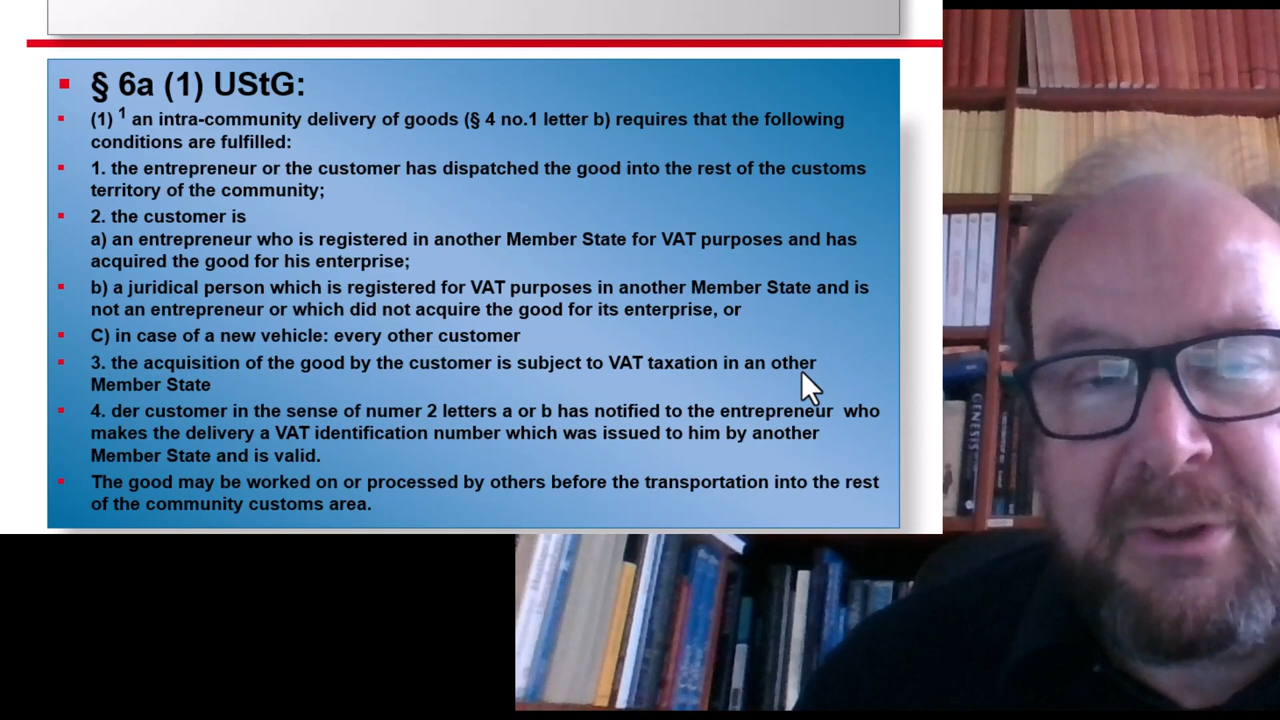 § 6a (1) UStG:
(1) 1 an intra-community delivery of goods (§ 4 no.1 letter b) requires that the following
conditions are fulfilled:
1. the entrepreneur or the customer has dispatched the good into the rest of the customs
territory of the community;
2. the customer is
a) an entrepreneur who is registered in another Member State for VAT purposes and has
acquired the good for his enterprise;
b) a juridical person which is registered for VAT purposes in another Member State and is
not an entrepreneur or which did not acquire the good for its enterprise, or
C) in case of a new vehicle: every other customer
3. the acquisition of the good by the customer is subject to VAT taxation in an other
Member State
4. der customer in the sense of numer 2 letters a or b has notified to the entrepreneur who
makes the delivery a VAT identification number which was issued to him by another
Member State and is valid.
The good may be worked on or processed by others before the transportation into the rest
of the community customs area.
GENESIS